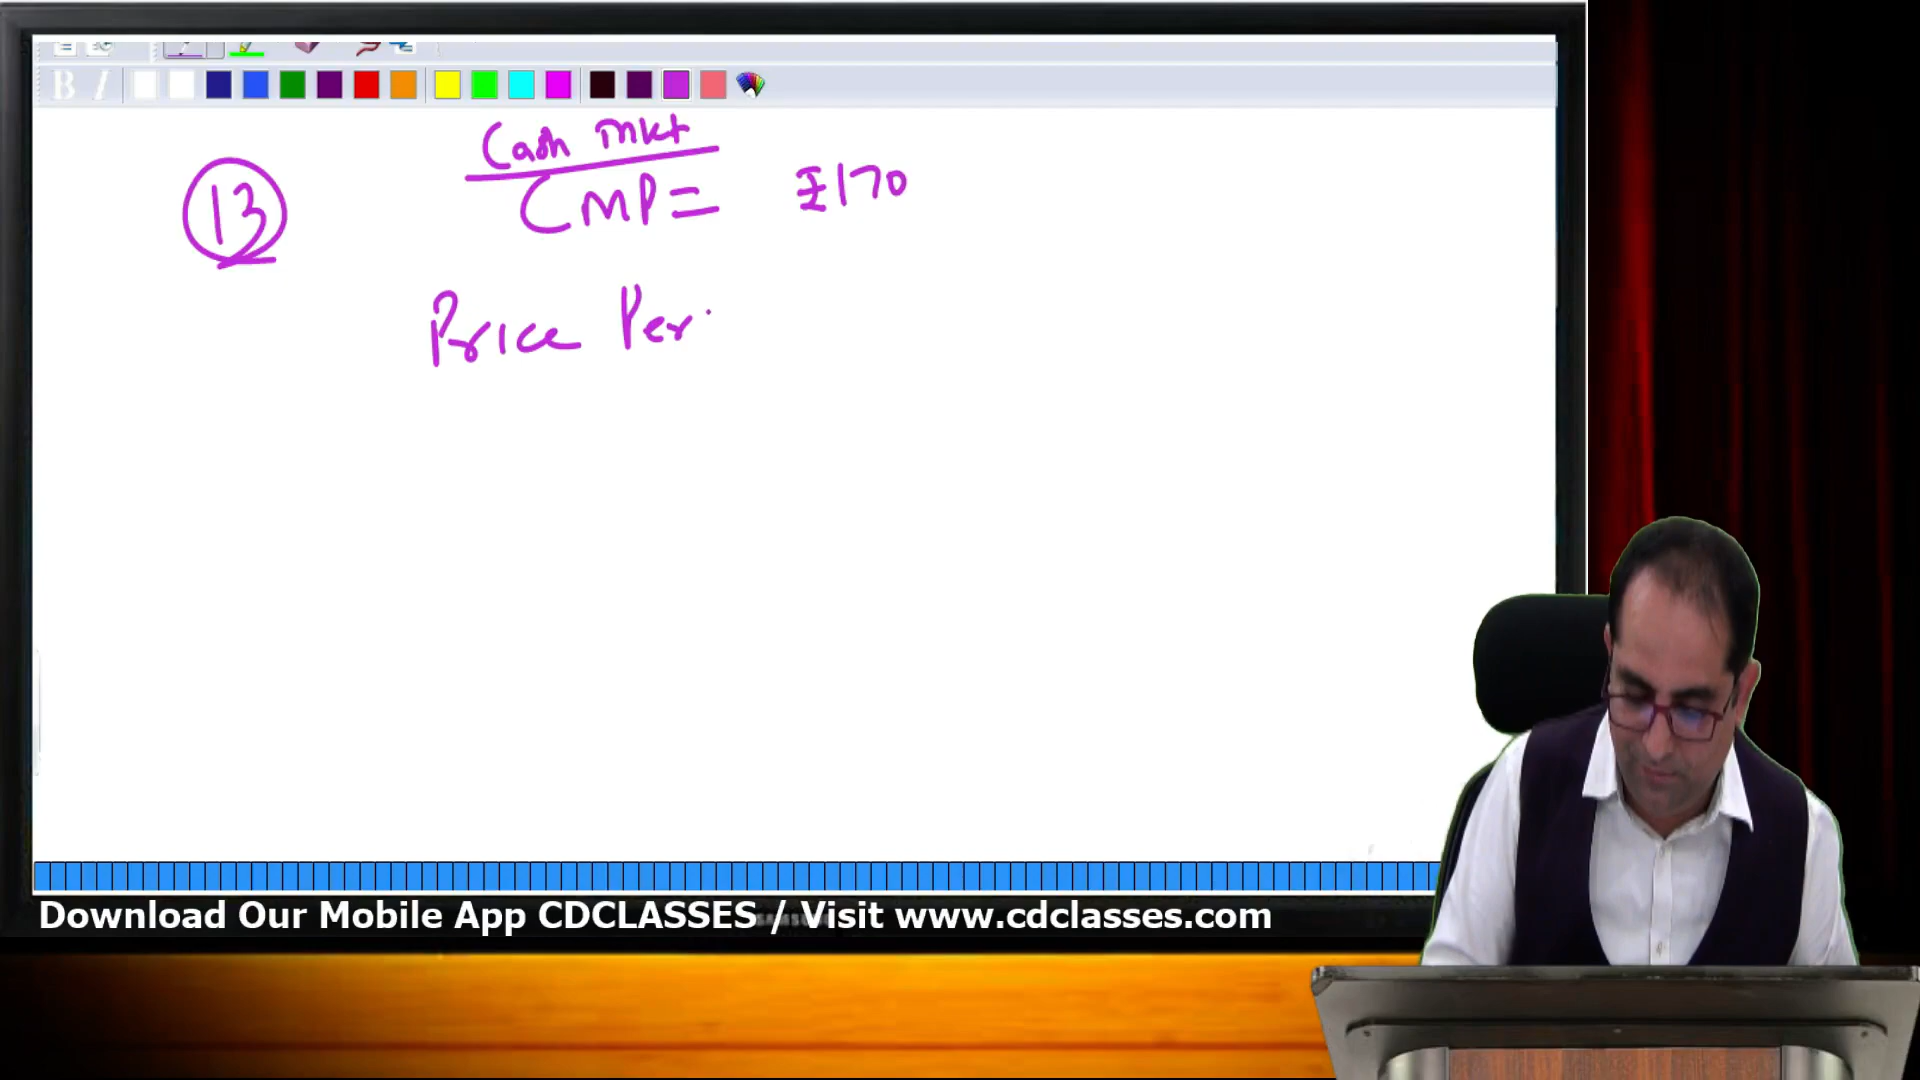 B I
Cash mkt
13 CMP = ₹170
Price Per
Download Our Mobile App CDCLASSES / Visit www.cdclasses.com